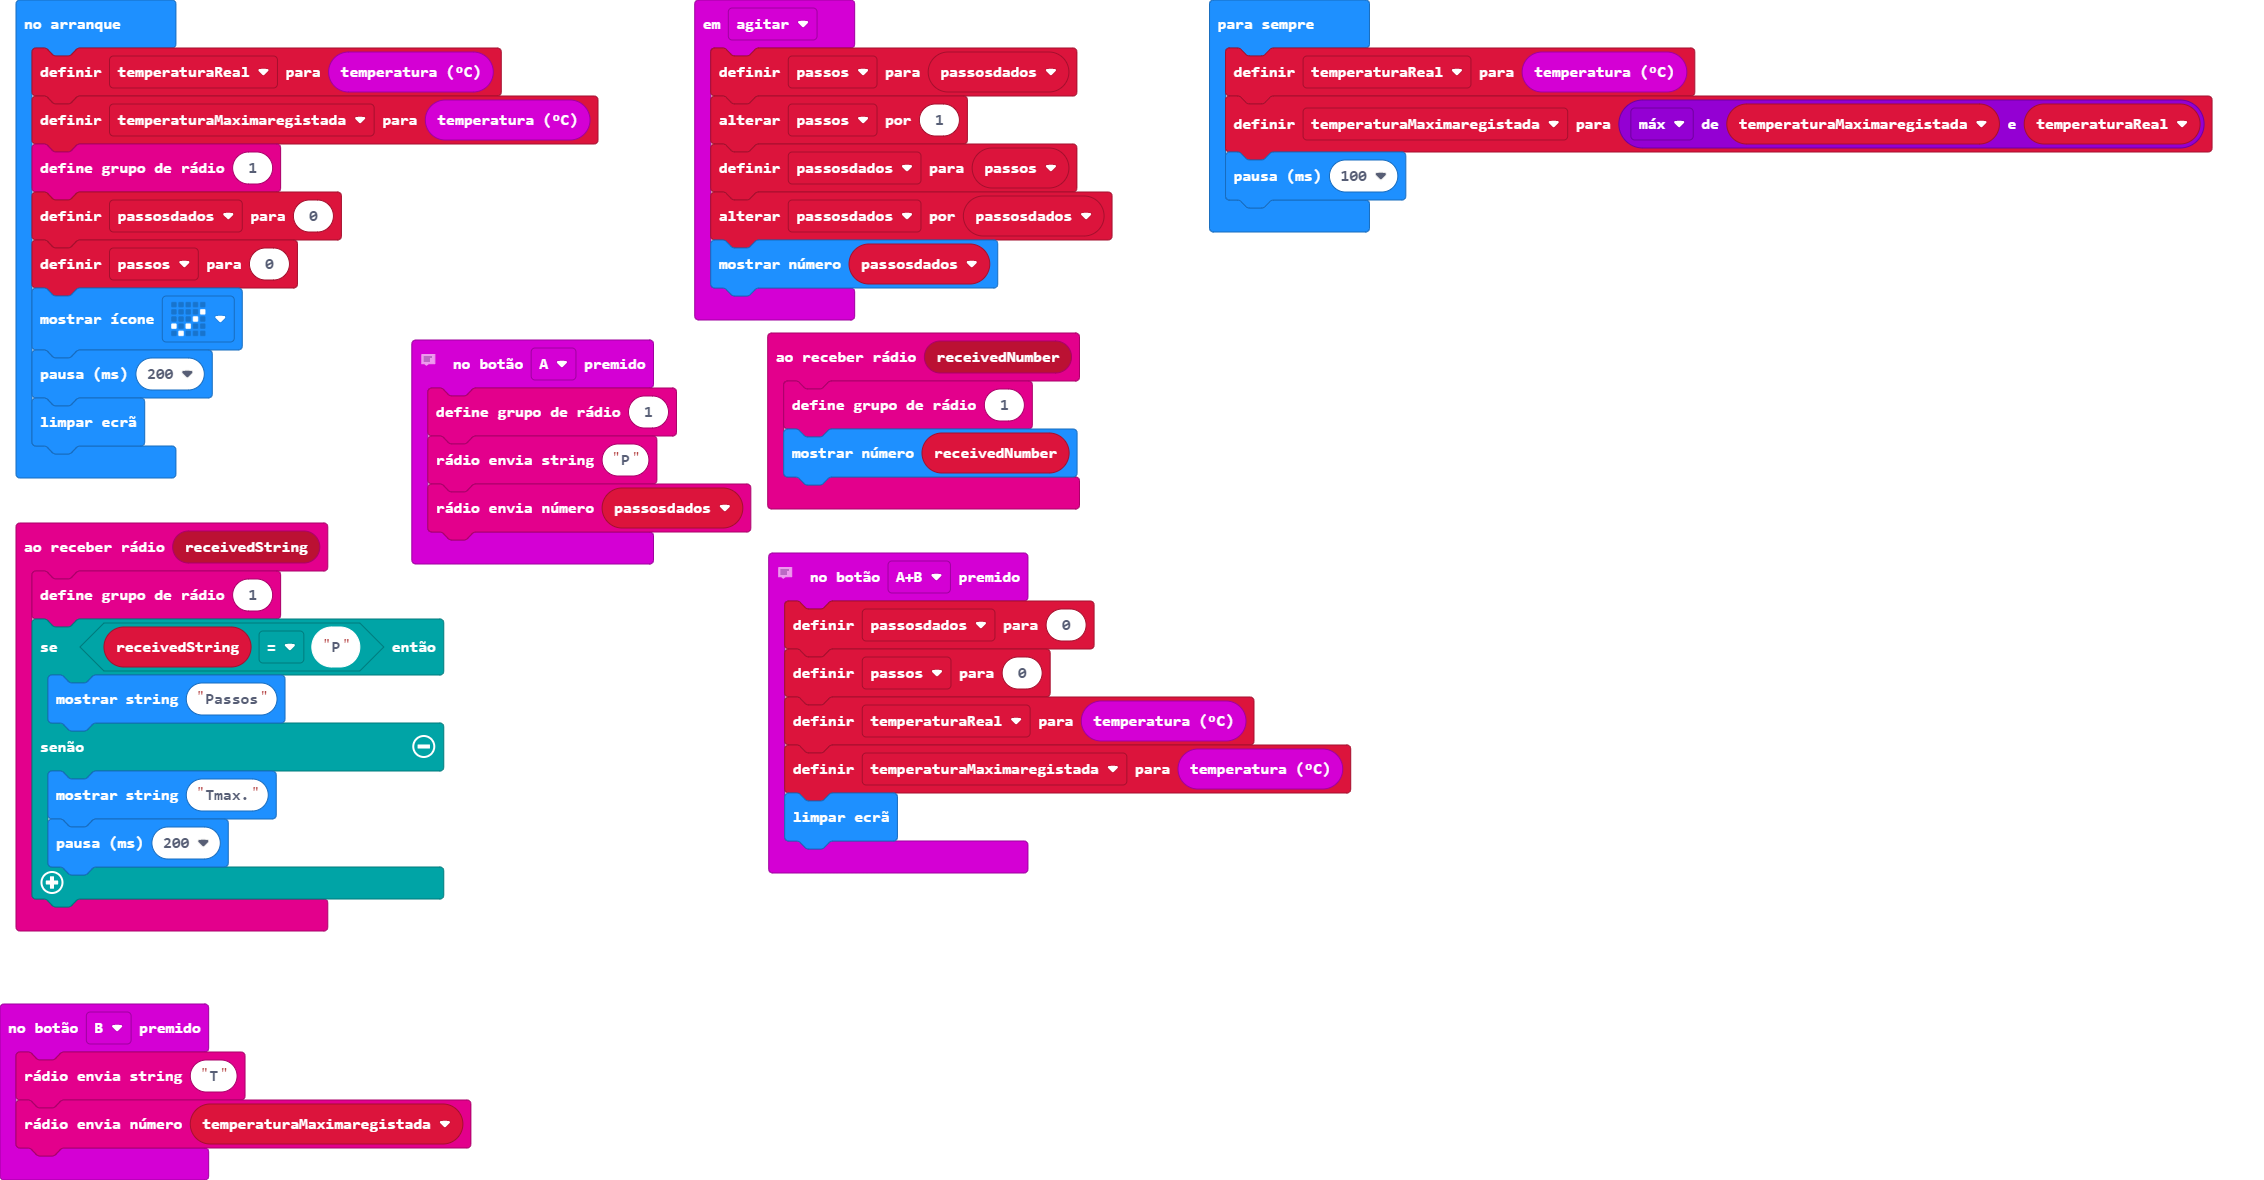 no arranque
definir temperaturaReal para temperatura (ºC)
definir temperaturaMaximaregistada para temperatura (ºC)
define grupo de rádio 1
definir passosdados para 0
definir passos para 0
mostrar ícone
pausa (ms) 200
limpar ecrã
em agitar
definir passos para passosdados
alterar passos por 1
definir passosdados para passos
alterar passosdados por passosdados
mostrar número passosdados
para sempre
definir temperaturaReal para temperatura (ºC)
definir temperaturaMaximaregistada para máx de temperaturaMaximaregistada e temperaturaReal
pausa (ms) 100
no botão A premido
define grupo de rádio 1
rádio envia string "P"
rádio envia número passosdados
ao receber rádio receivedNumber
define grupo de rádio 1
mostrar número receivedNumber
ao receber rádio receivedString
define grupo de rádio 1
se receivedString = "P" então
mostrar string "Passos"
senão
mostrar string "Tmax."
pausa (ms) 200
no botão A+B premido
definir passosdados para 0
definir passos para 0
definir temperaturaReal para temperatura (ºC)
definir temperaturaMaximaregistada para temperatura (ºC)
limpar ecrã
no botão B premido
rádio envia string "T"
rádio envia número temperaturaMaximaregistada